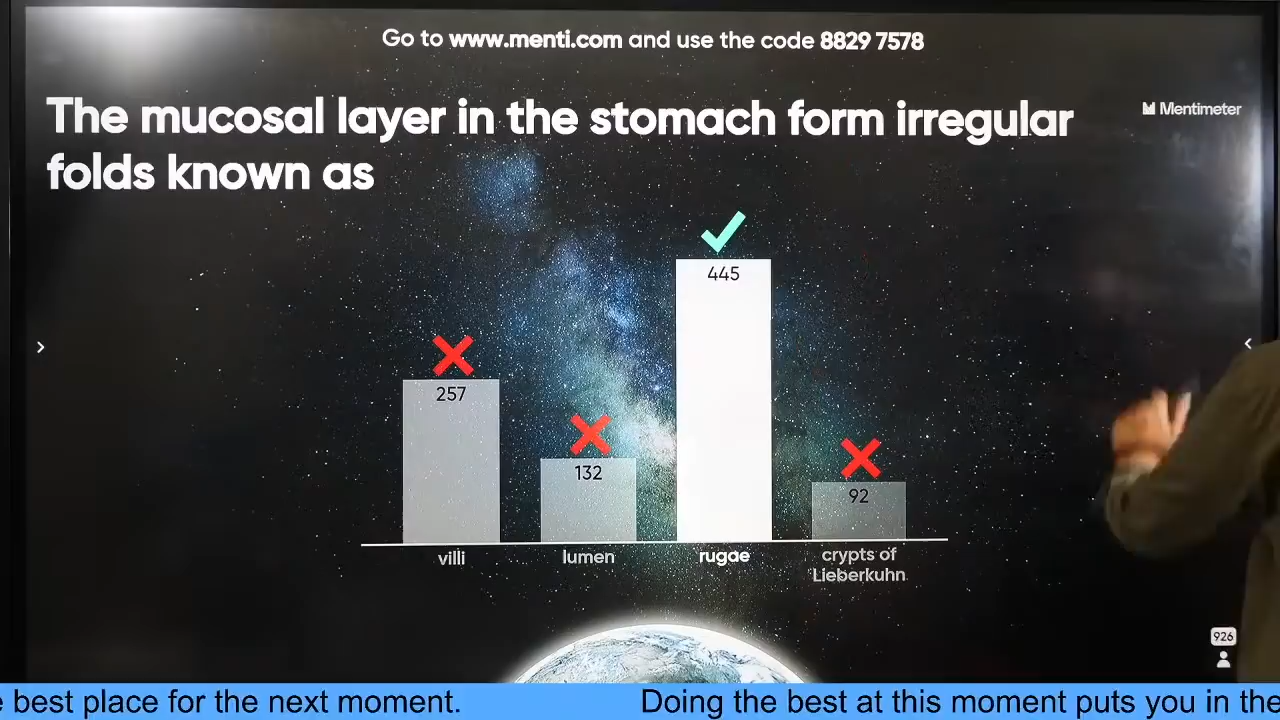 Go to www.menti.com and use the code 8829 7578
Mentimeter
The mucosal layer in the stomach form irregular
folds known as
445
257
132
92
villi
lumen
rugae
crypts of
Lieberkuhn
926
e best place for the next moment. Doing the best at this moment puts you in the